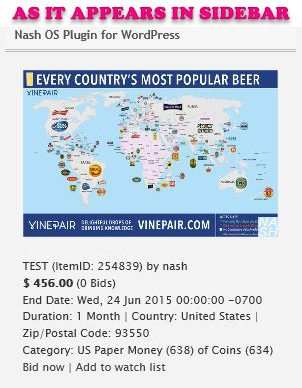 AS IT APPEARS IN SIDEBAR
Nash OS Plugin for WordPress
EVERY COUNTRY'S MOST POPULAR BEER
VINEPAIR
VINEPAIR
DELIGHTFUL DROPS OF
DRINKING KNOWLEDGE
VINEPAIR.COM
NA
SH
TEST (ItemID: 254839) by nash
$ 456.00 (0 Bids)
End Date: Wed, 24 Jun 2015 00:00:00 -0700
Duration: 1 Month | Country: United States |
Zip/Postal Code: 93550
Category: US Paper Money (638) of Coins (634)
Bid now | Add to watch list